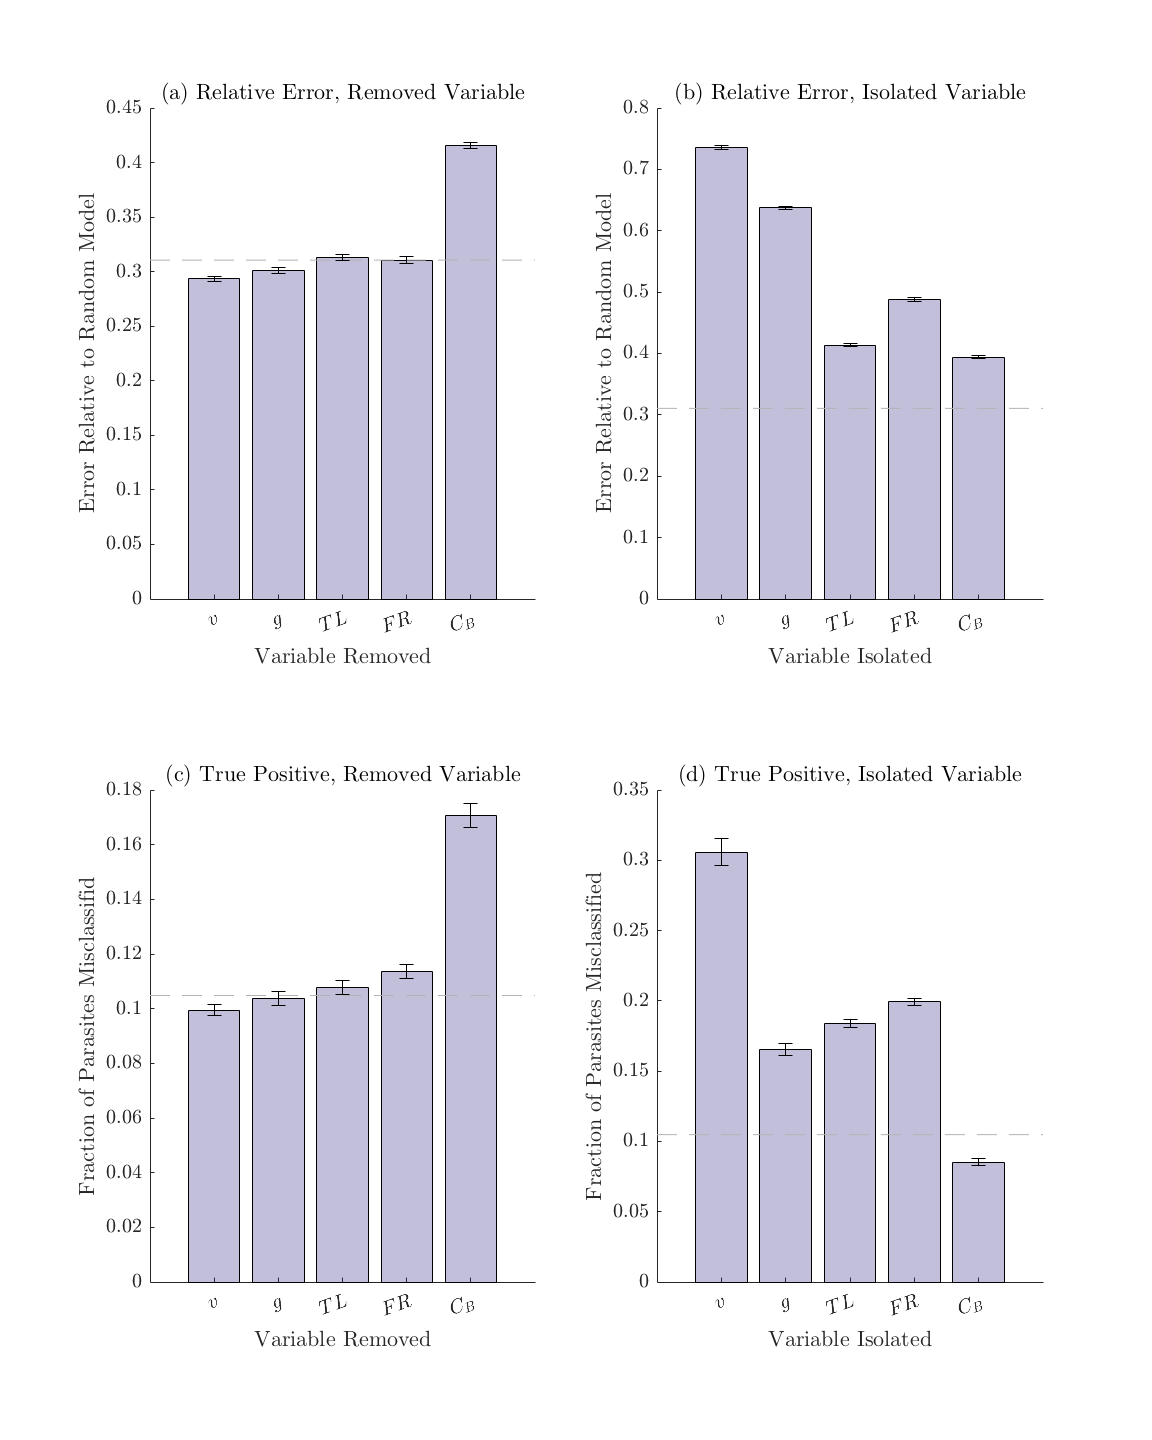 (a) Relative Error, Removed Variable
Error Relative to Random Model
0.45
0.4
0.35
0.3
0.25
0.2
0.15
0.1
0.05
0
v
g
TL
FR
C_B
Variable Removed
(b) Relative Error, Isolated Variable
Error Relative to Random Model
0.8
0.7
0.6
0.5
0.4
0.3
0.2
0.1
0
v
g
TL
FR
C_B
Variable Isolated
(c) True Positive, Removed Variable
Fraction of Parasites Misclassifid
0.18
0.16
0.14
0.12
0.1
0.08
0.06
0.04
0.02
0
v
g
TL
FR
C_B
Variable Removed
(d) True Positive, Isolated Variable
Fraction of Parasites Misclassified
0.35
0.3
0.25
0.2
0.15
0.1
0.05
0
v
g
TL
FR
C_B
Variable Isolated